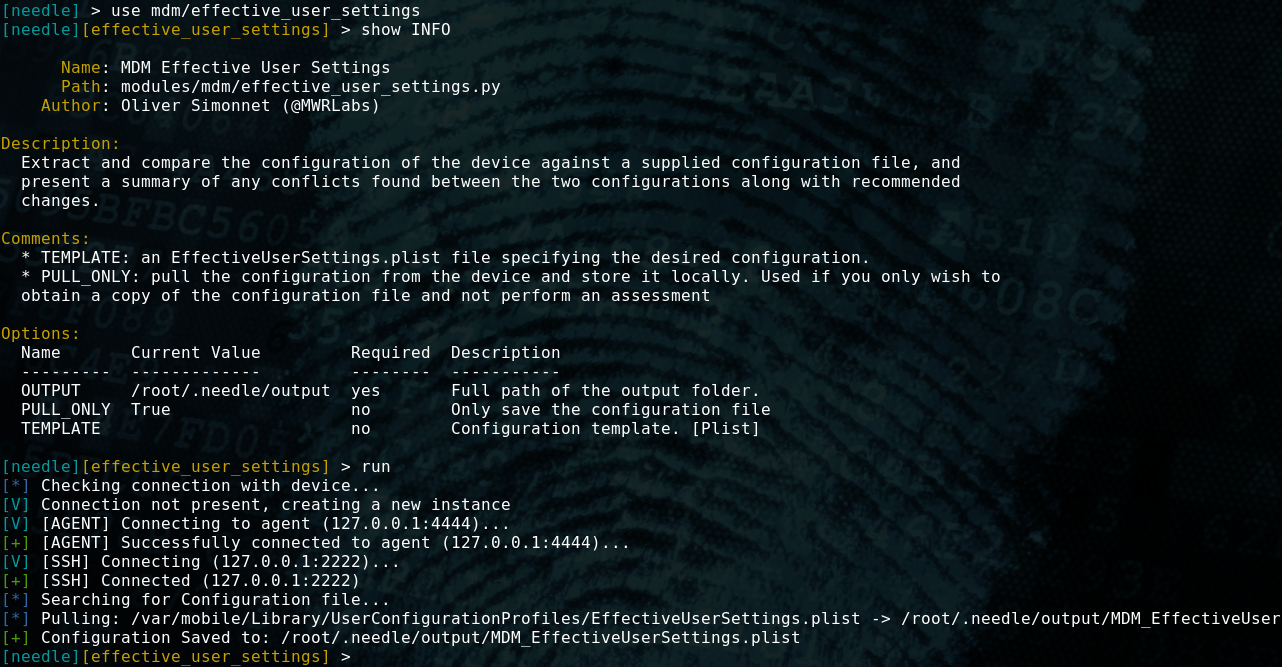 [needle] > use mdm/effective_user_settings
[needle][effective_user_settings] > show INFO
Name: MDM Effective User Settings
Path: modules/mdm/effective_user_settings.py
Author: Oliver Simonnet (@MWRLabs)
Description:
Extract and compare the configuration of the device against a supplied configuration file, and
present a summary of any conflicts found between the two configurations along with recommended
changes.
Comments:
* TEMPLATE: an EffectiveUserSettings.plist file specifying the desired configuration.
* PULL_ONLY: pull the configuration from the device and store it locally. Used if you only wish to
obtain a copy of the configuration file and not perform an assessment
Options:
Name       Current Value         Required  Description
---------  -------------         --------  -----------
OUTPUT     /root/.needle/output  yes       Full path of the output folder.
PULL_ONLY  True                  no        Only save the configuration file
TEMPLATE                         no        Configuration template. [Plist]
[needle][effective_user_settings] > run
[*] Checking connection with device...
[V] Connection not present, creating a new instance
[V] [AGENT] Connecting to agent (127.0.0.1:4444)...
[+] [AGENT] Successfully connected to agent (127.0.0.1:4444)...
[V] [SSH] Connecting (127.0.0.1:2222)...
[+] [SSH] Connected (127.0.0.1:2222)
[*] Searching for Configuration file...
[*] Pulling: /var/mobile/Library/UserConfigurationProfiles/EffectiveUserSettings.plist -> /root/.needle/output/MDM_EffectiveUser
[+] Configuration Saved to: /root/.needle/output/MDM_EffectiveUserSettings.plist
[needle][effective_user_settings] >